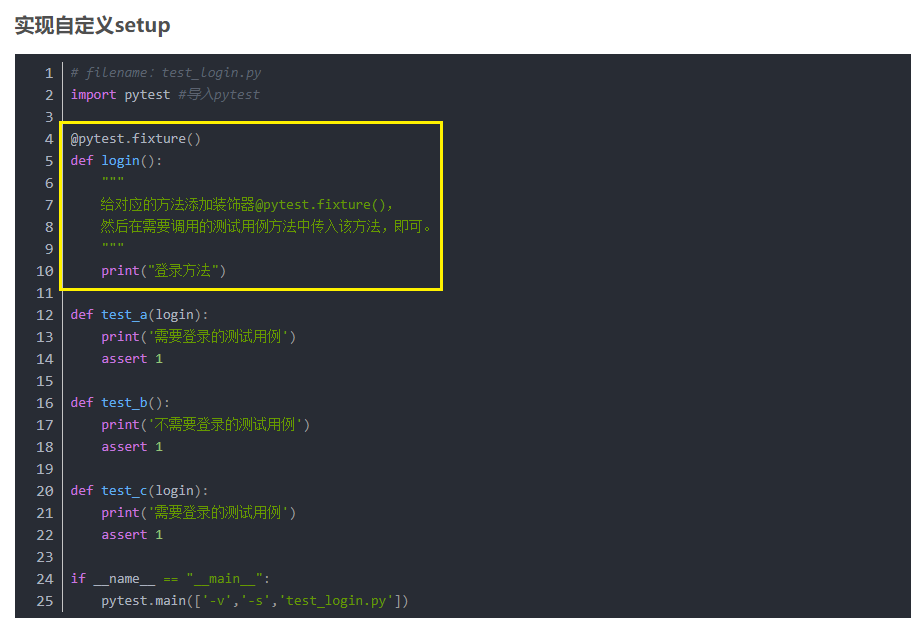 实现自定义setup
1 # filename：test_login.py
2 import pytest #导入pytest
3
4 @pytest.fixture()
5 def login():
6     """
7     给对应的方法添加装饰器@pytest.fixture(),
8     然后在需要调用的测试用例方法中传入该方法，即可。
9     """
10     print("登录方法")
11
12 def test_a(login):
13     print('需要登录的测试用例')
14     assert 1
15
16 def test_b():
17     print('不需要登录的测试用例')
18     assert 1
19
20 def test_c(login):
21     print('需要登录的测试用例')
22     assert 1
23
24 if __name__ == "__main__":
25     pytest.main(['-v','-s','test_login.py'])